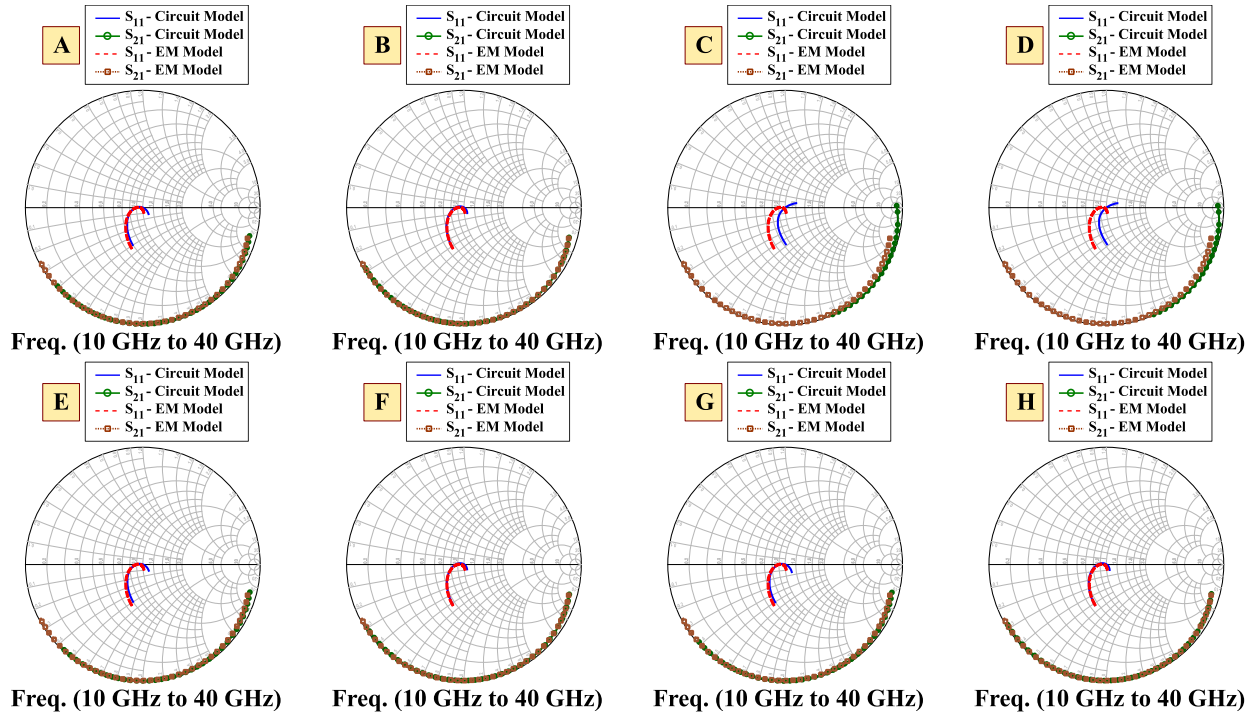 A
S11 - Circuit Model
S21 - Circuit Model
S11 - EM Model
S21 - EM Model
Freq. (10 GHz to 40 GHz)
B
S11 - Circuit Model
S21 - Circuit Model
S11 - EM Model
S21 - EM Model
Freq. (10 GHz to 40 GHz)
C
S11 - Circuit Model
S21 - Circuit Model
S11 - EM Model
S21 - EM Model
Freq. (10 GHz to 40 GHz)
D
S11 - Circuit Model
S21 - Circuit Model
S11 - EM Model
S21 - EM Model
Freq. (10 GHz to 40 GHz)
E
S11 - Circuit Model
S21 - Circuit Model
S11 - EM Model
S21 - EM Model
Freq. (10 GHz to 40 GHz)
F
S11 - Circuit Model
S21 - Circuit Model
S11 - EM Model
S21 - EM Model
Freq. (10 GHz to 40 GHz)
G
S11 - Circuit Model
S21 - Circuit Model
S11 - EM Model
S21 - EM Model
Freq. (10 GHz to 40 GHz)
H
S11 - Circuit Model
S21 - Circuit Model
S11 - EM Model
S21 - EM Model
Freq. (10 GHz to 40 GHz)